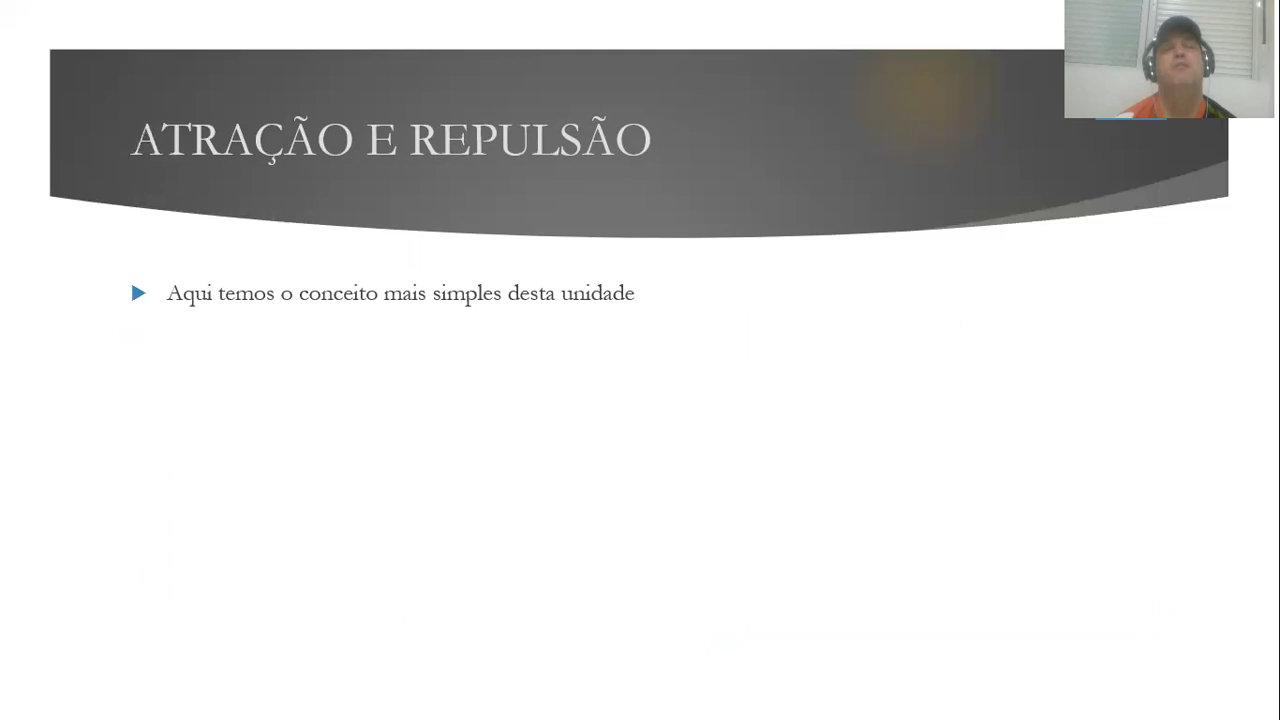 ATRAÇÃO E REPULSÃO
Aqui temos o conceito mais simples desta unidade